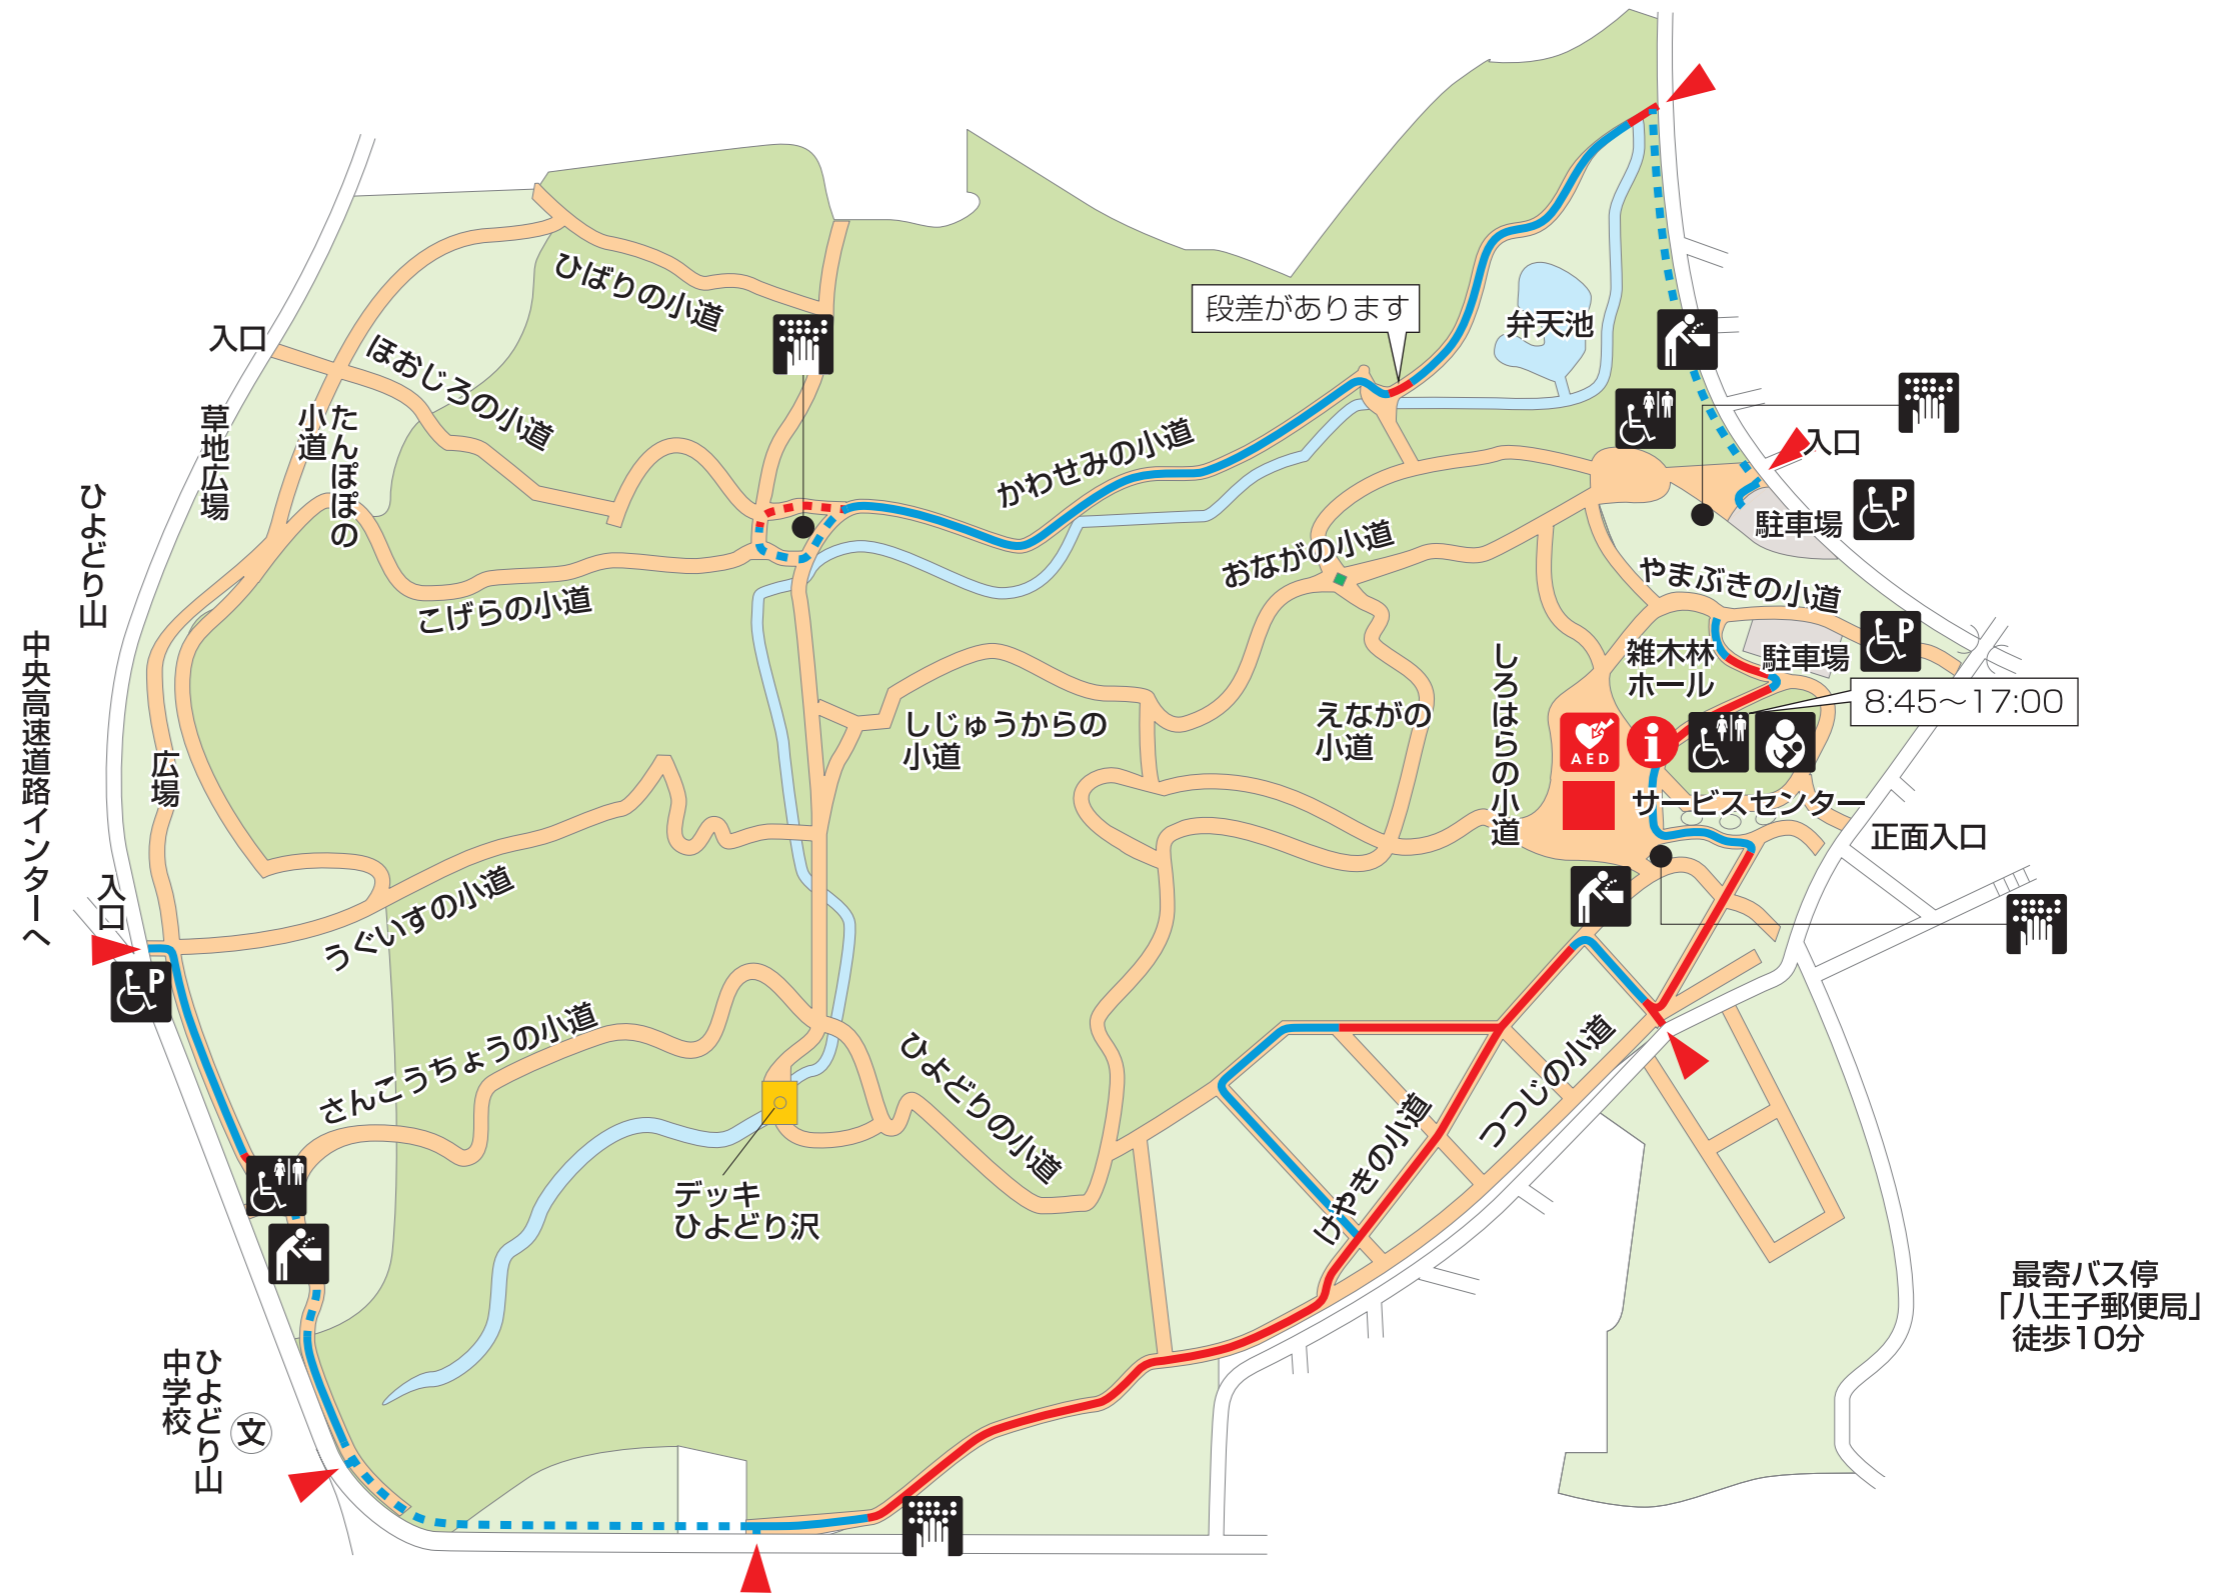 ひばりの小道
入口
ほおじろの小道
段差があります
弁天池
草地広場
たんぽぽの
小道
かわせみの小道
入口
P
駐車場
ひよどり山
おながの小道
やまぶきの小道
こげらの小道
P
雑木林
ホール
駐車場
中央高速道路インターへ
しじゅうからの
小道
えながの
小道
しろはらの小道
8:45〜17:00
AED
i
広場
サービスセンター
正面入口
入口
うぐいすの小道
P
さんこうちょうの小道
ひよどりの小道
つつじの小道
けやきの小道
デッキ
ひよどり沢
最寄バス停
「八王子郵便局」
徒歩10分
ひよどり山
中学校
文